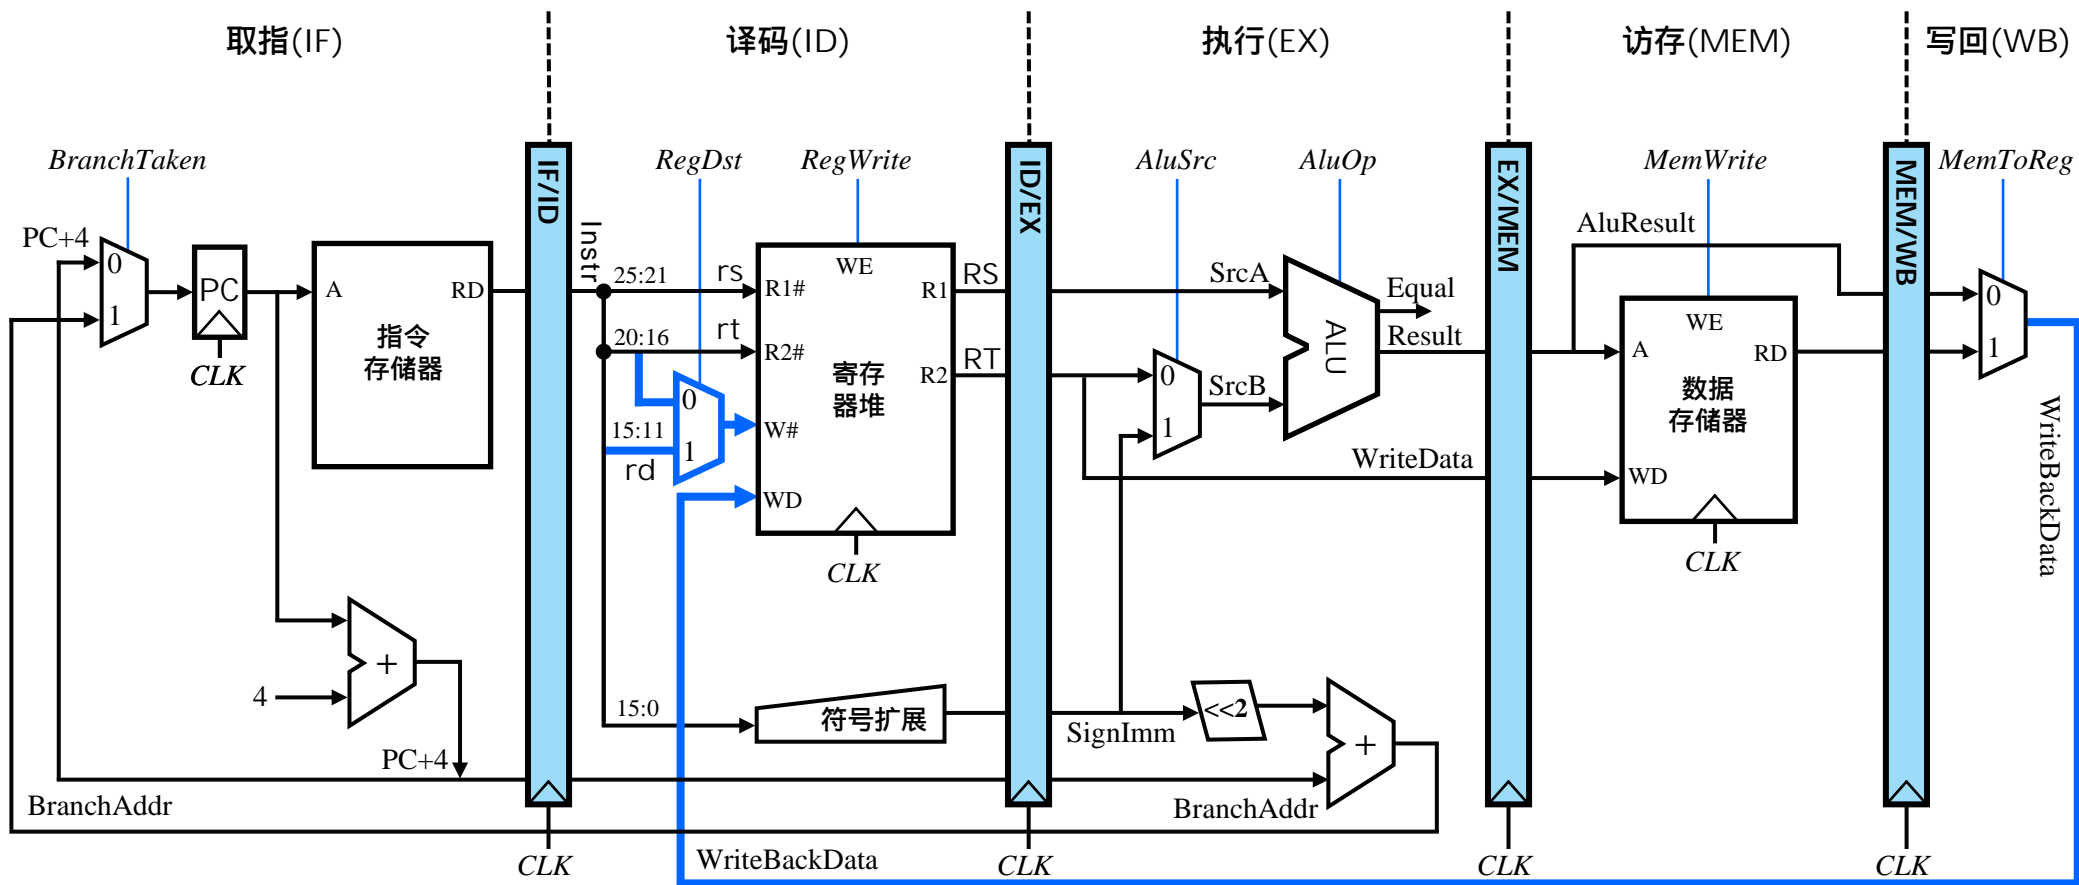 取指(IF)
译码(ID)
执行(EX)
访存(MEM)
写回(WB)
BranchTaken
RegDst
RegWrite
AluSrc
AluOp
MemWrite
MemToReg
IF/ID
ID/EX
EX/MEM
MEM/WB
PC+4
0
1
PC
CLK
A
RD
指令
存储器
Instr
25:21
rs
20:16
rt
0
15:11
1
rd
WE
R1#
R1
R2#
R2
寄存
器堆
W#
WD
CLK
RS
RT
SrcA
0
SrcB
1
ALU
Equal
Result
WriteData
AluResult
WE
A
RD
数据
存储器
WD
CLK
0
1
WriteBackData
4
+
PC+4
15:0
符号扩展
SignImm
<<2
+
BranchAddr
BranchAddr
WriteBackData
CLK
CLK
CLK
CLK